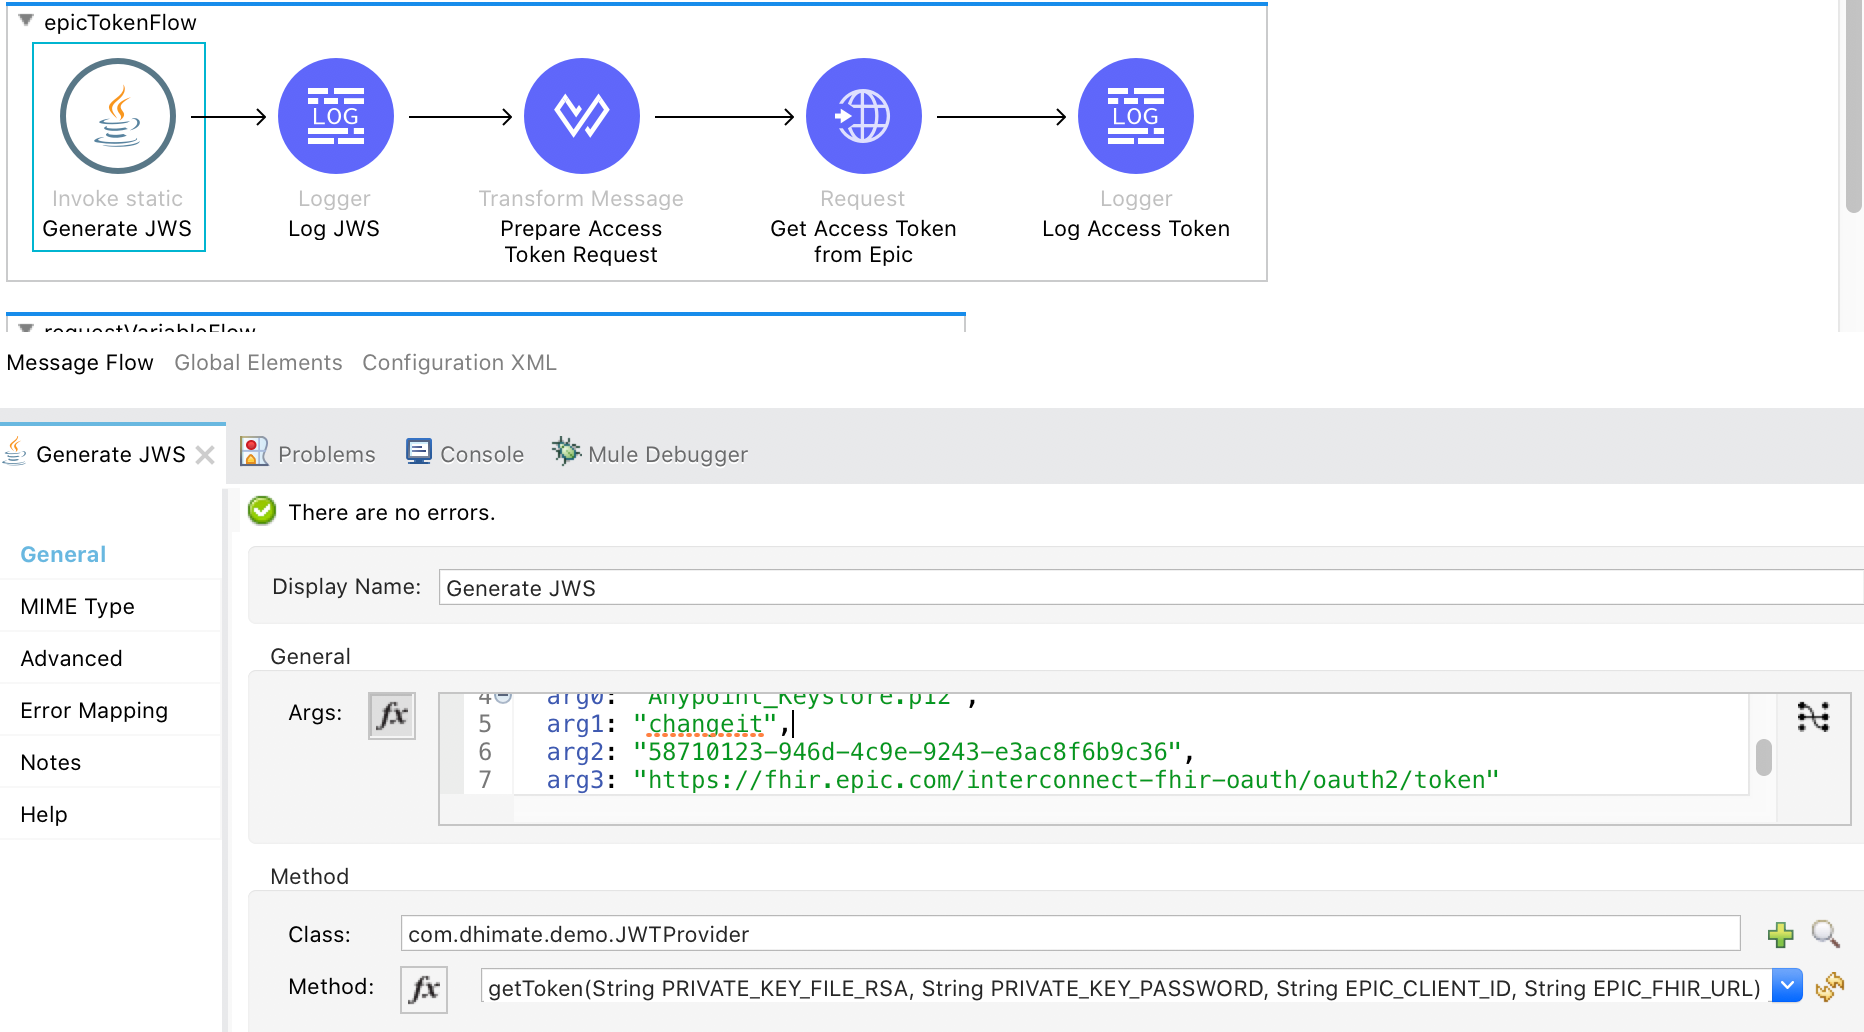 epicTokenFlow
LOG
LOG
Invoke static
Generate JWS
Logger
Log JWS
Transform Message
Prepare Access
Token Request
Request
Get Access Token
from Epic
Logger
Log Access Token
requestVariableFlow
Message Flow Global Elements Configuration XML
Generate JWS Problems Console Mule Debugger
There are no errors.
General
MIME Type
Advanced
Error Mapping
Notes
Help
Display Name: Generate JWS
General
Args: fx
4 arg0: "Anypoint_Keystore.p12",
5 arg1: "changeit",
6 arg2: "58710123-946d-4c9e-9243-e3ac8f6b9c36",
7 arg3: "https://fhir.epic.com/interconnect-fhir-oauth/oauth2/token"
Method
Class: com.dhimate.demo.JWTProvider
Method: fx getToken(String PRIVATE_KEY_FILE_RSA, String PRIVATE_KEY_PASSWORD, String EPIC_CLIENT_ID, String EPIC_FHIR_URL)